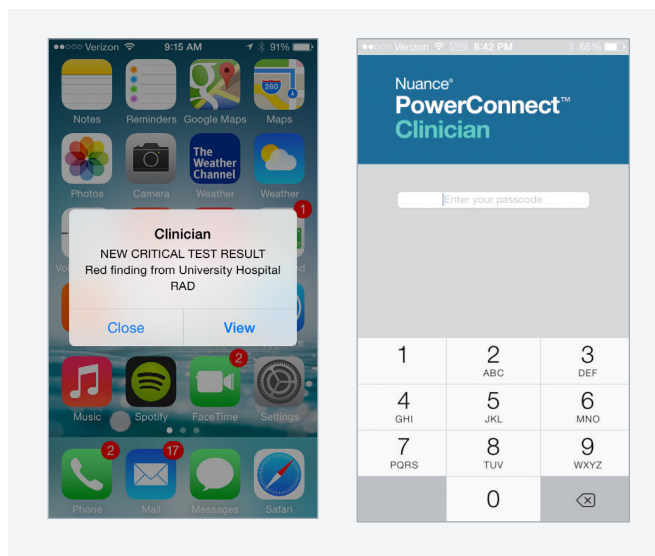 Verizon 9:15 AM 91%
280
Notes Reminders Google Maps Maps
The
Weather
Channel
Photos Camera Weather Weather
1
Clinician
NEW CRITICAL TEST RESULT
Red finding from University Hospital
RAD
Close View
2
Music Spotify FaceTime Settings
2 17
Phone Mail Messages Safari
Verizon 8:42 PM 65%
Nuance®
PowerConnect™
Clinician
Enter your passcode
1 2 3
ABC DEF
4 5 6
GHI JKL MNO
7 8 9
PQRS TUV WXYZ
0